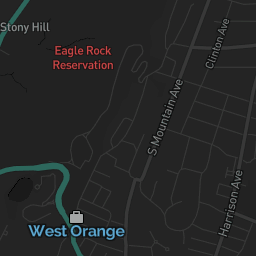 Stony Hill
Eagle Rock
Reservation
Clinton Ave
S Mountain Ave
Harrison Ave
West Orange